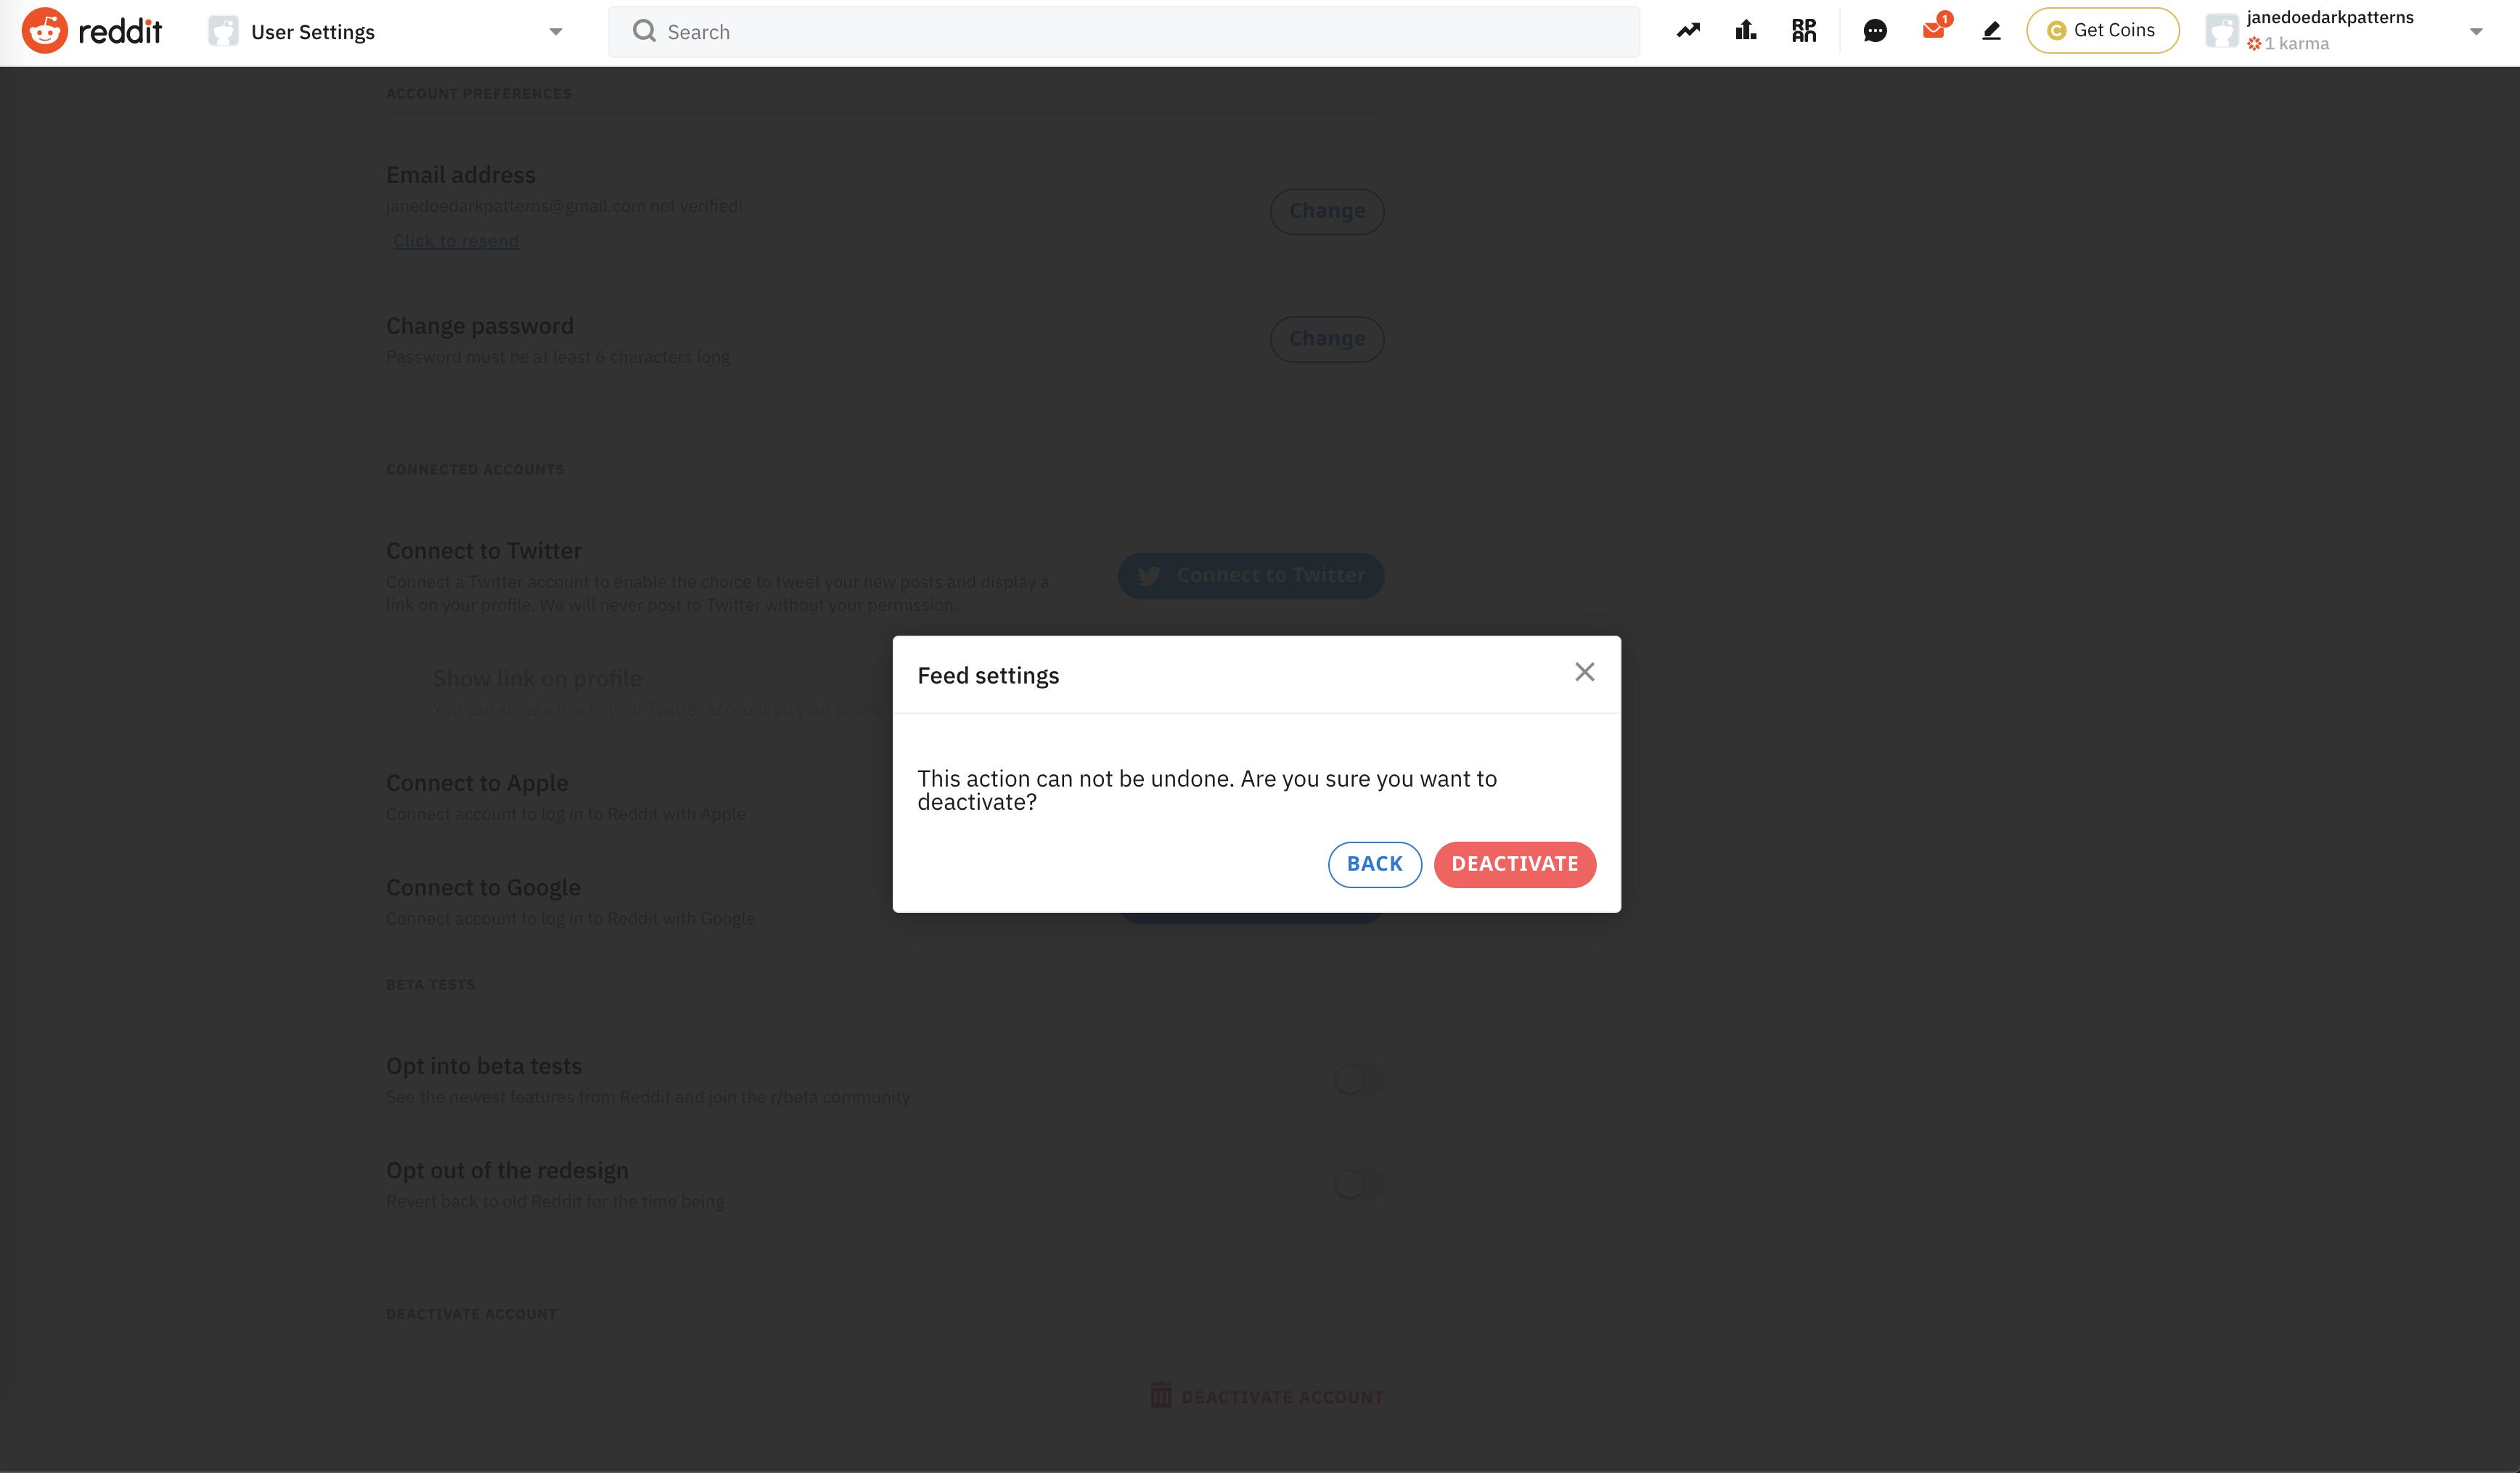 reddit
User Settings
Search
RPAN
1
Get Coins
janedoedarkpatterns
1 karma
ACCOUNT PREFERENCES
Email address
janedoedarkpatterns@gmail.com not verified!
Click to resend
Change
Change password
Password must be at least 6 characters long
Change
CONNECTED ACCOUNTS
Connect to Twitter
Connect a Twitter account to enable the choice to tweet your new posts and display a
link on your profile. We will never post to Twitter without your permission.
Connect to Twitter
Show link on profile
You can show a link to your Twitter account on your profile
Connect to Apple
Connect account to log in to Reddit with Apple
Connect to Google
Connect account to log in to Reddit with Google
Feed settings
This action can not be undone. Are you sure you want to
deactivate?
BACK
DEACTIVATE
BETA TESTS
Opt into beta tests
See the newest features from Reddit and join the r/beta community
Opt out of the redesign
Revert back to old Reddit for the time being
DEACTIVATE ACCOUNT
DEACTIVATE ACCOUNT